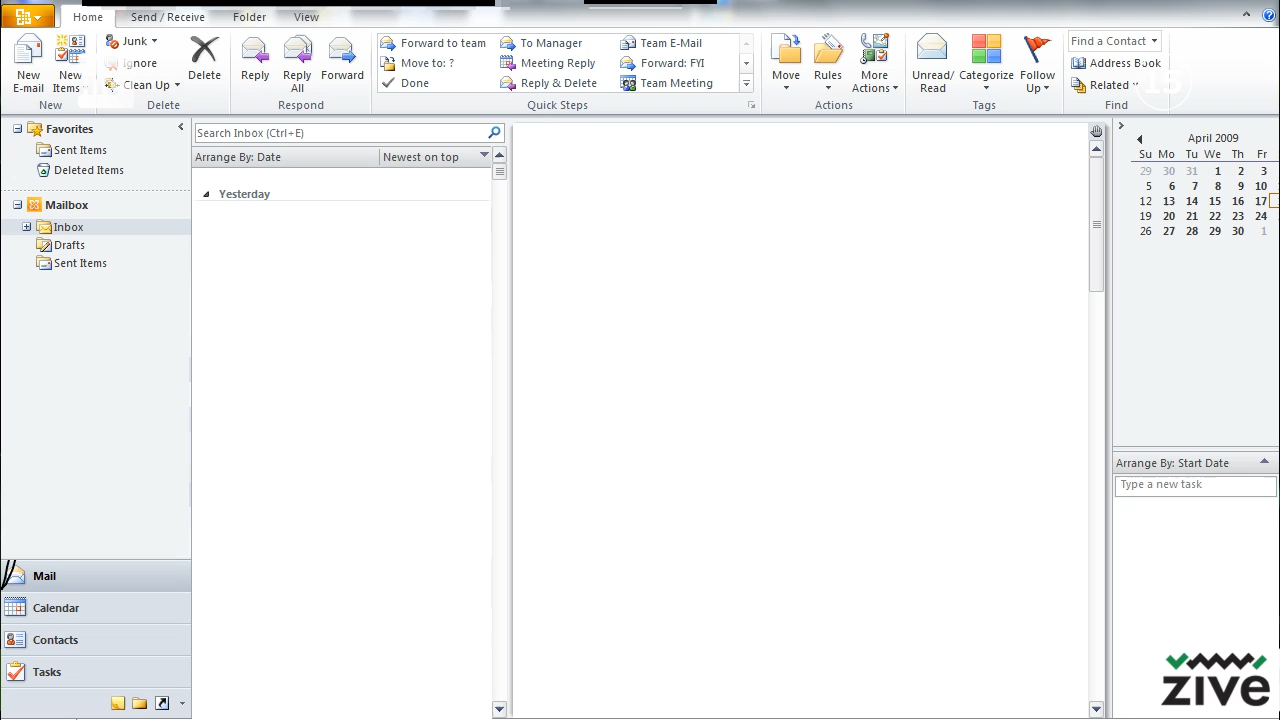 Home Send / Receive Folder View
New E-mail
New Items
Junk
Ignore
Clean Up
Delete
Reply
Reply All
Forward
Forward to team
Move to: ?
Done
To Manager
Meeting Reply
Reply & Delete
Team E-Mail
Forward: FYI
Team Meeting
Move
Rules
More Actions
Unread/ Read
Categorize
Follow Up
Find a Contact
Address Book
Related
New Delete Respond Quick Steps Actions Tags Find
Favorites
Sent Items
Deleted Items
Mailbox
Inbox
Drafts
Sent Items
Mail
Calendar
Contacts
Tasks
Search Inbox (Ctrl+E)
Arrange By: Date Newest on top
Yesterday
April 2009
Su Mo Tu We Th Fr
29 30 31 1 2 3
5 6 7 8 9 10
12 13 14 15 16 17
19 20 21 22 23 24
26 27 28 29 30 1
Arrange By: Start Date
Type a new task
zive